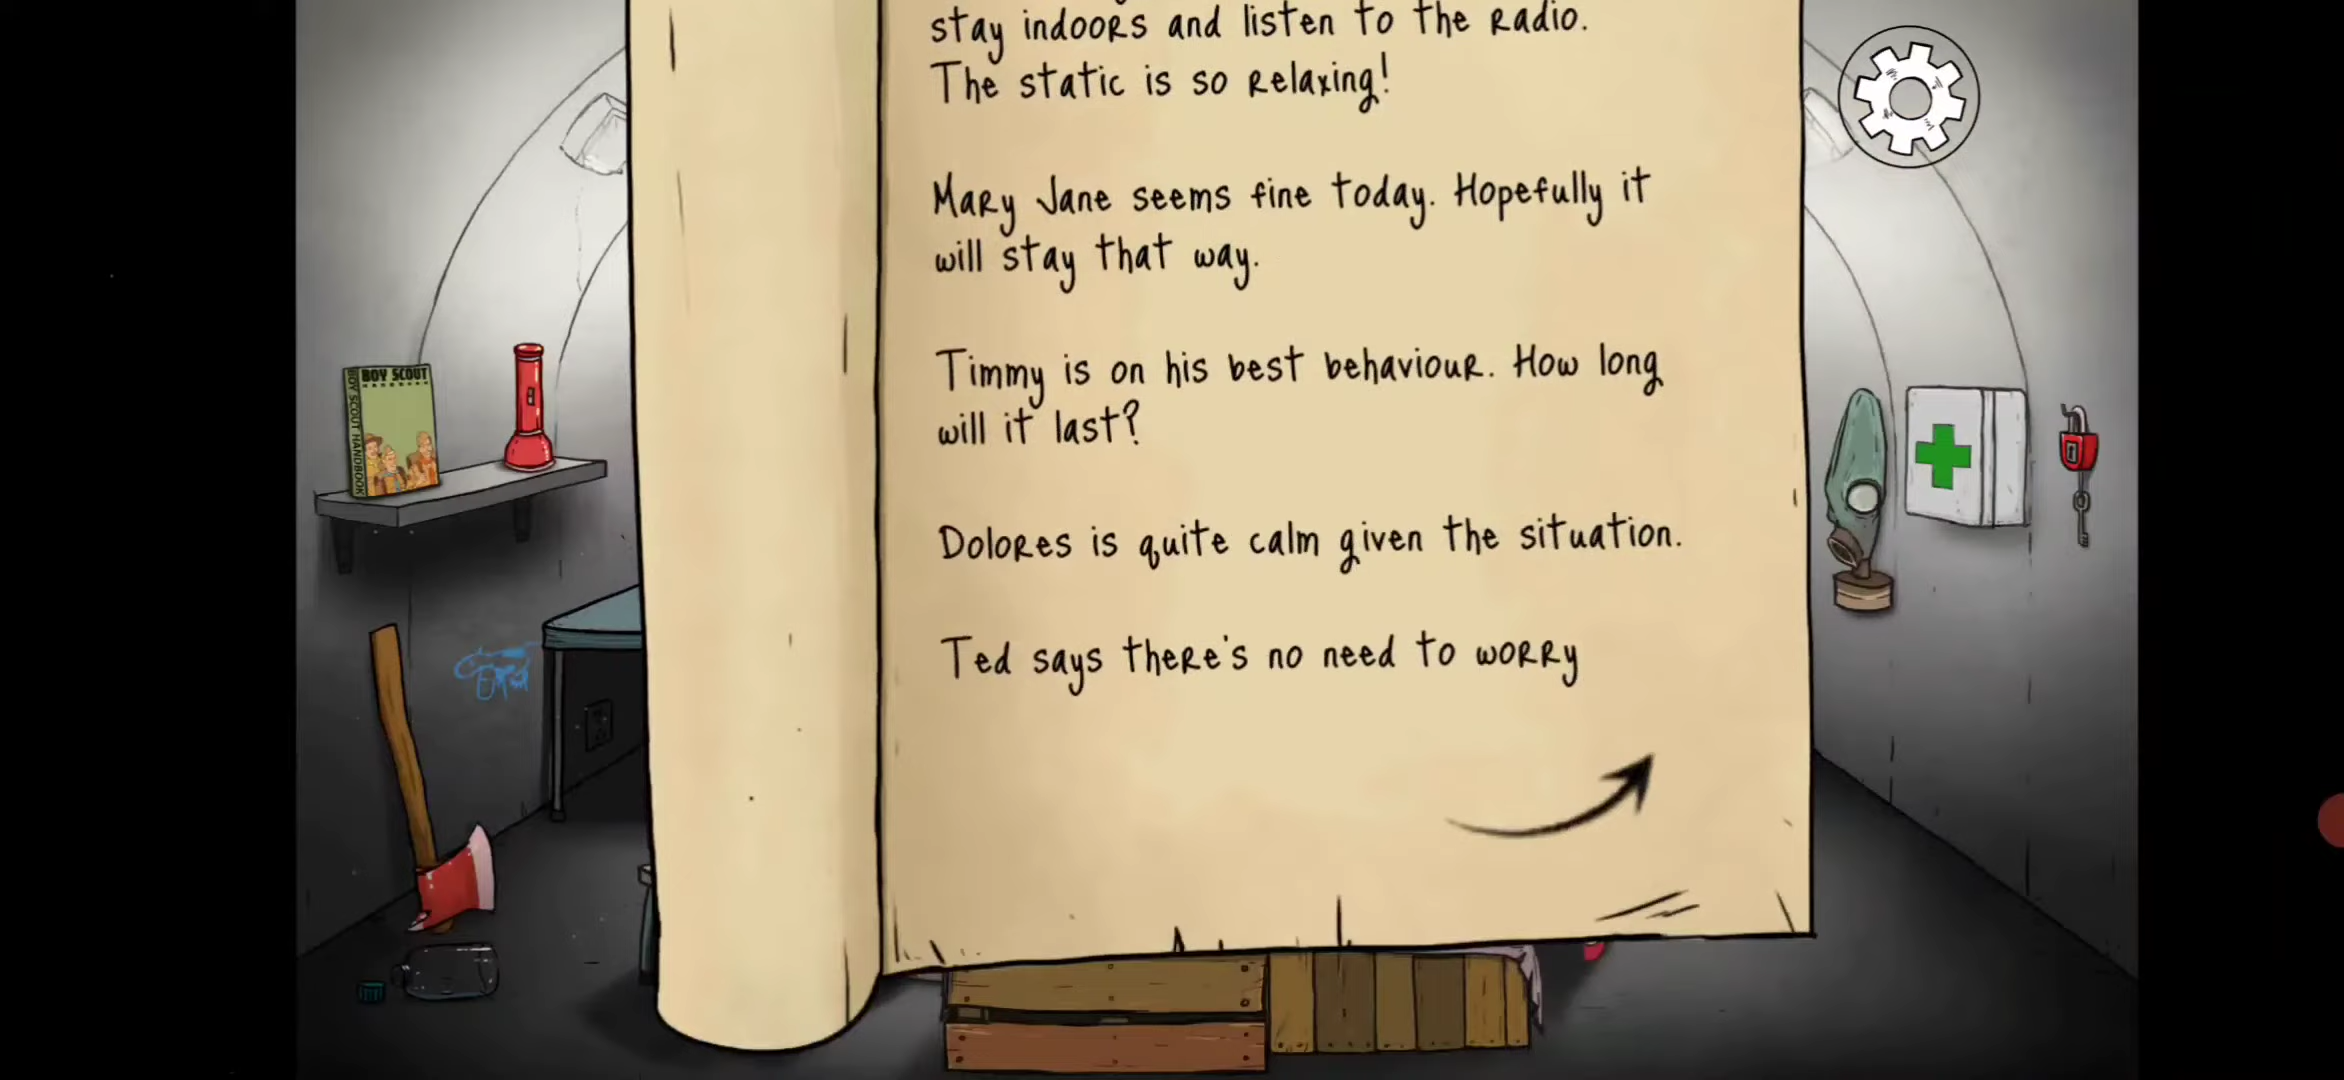 stay indoors and listen to the radio.
The static is so relaxing!
Mary Jane seems fine today. Hopefully it
will stay that way.
Timmy is on his best behaviour. How long
will it last?
Dolores is quite calm given the situation.
Ted says there's no need to worry
BOY SCOUT
BOY SCOUT HANDBOOK